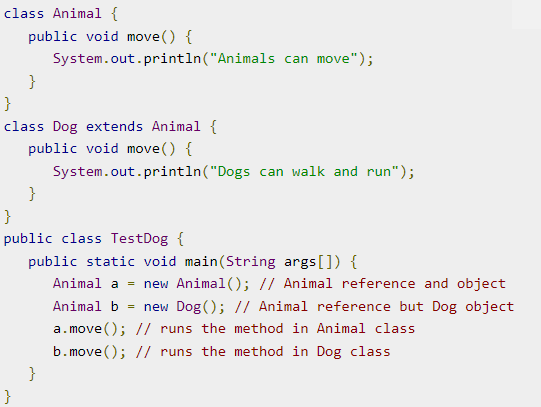 class Animal {
   public void move() {
      System.out.println("Animals can move");
   }
}
class Dog extends Animal {
   public void move() {
      System.out.println("Dogs can walk and run");
   }
}
public class TestDog {
   public static void main(String args[]) {
      Animal a = new Animal(); // Animal reference and object
      Animal b = new Dog(); // Animal reference but Dog object
      a.move(); // runs the method in Animal class
      b.move(); // runs the method in Dog class
   }
}